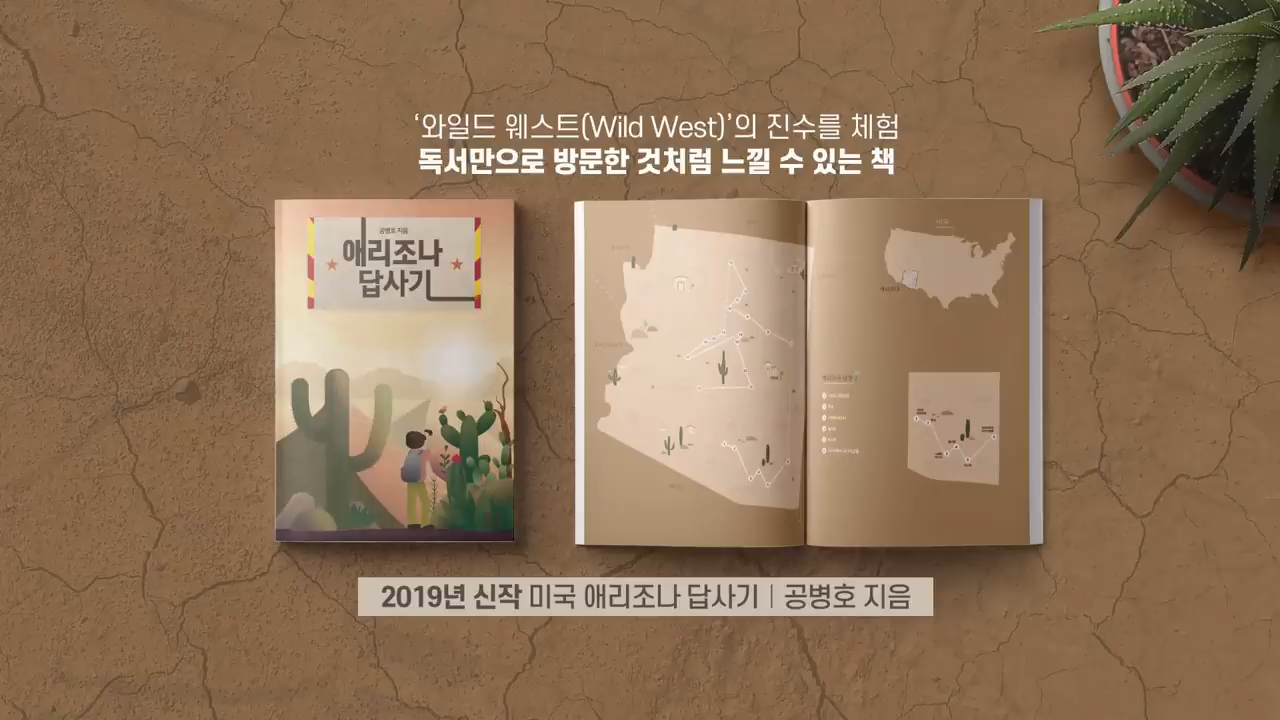 ‘와일드 웨스트(Wild West)’의 진수를 체험
독서만으로 방문한 것처럼 느낄 수 있는 책
공병호 지음
애리조나
답사기
2019년 신작 미국 애리조나 답사기 | 공병호 지음